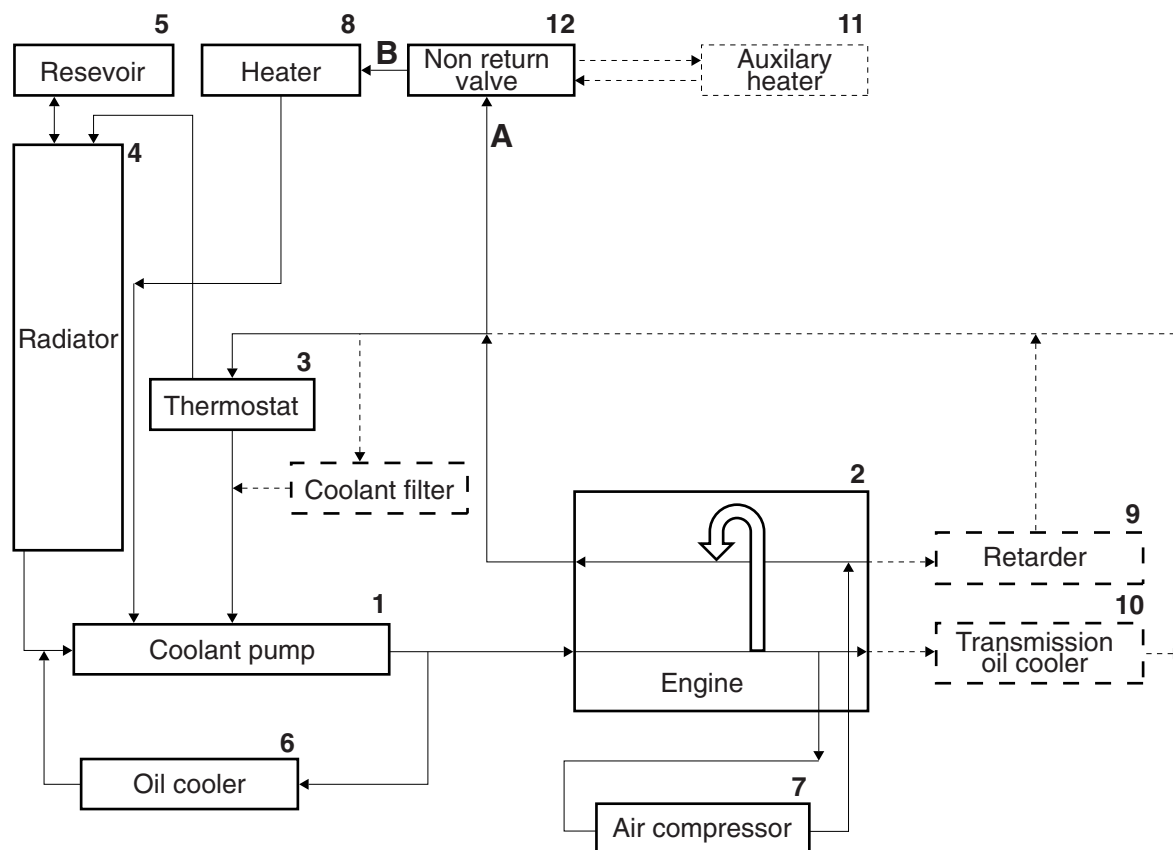 5
8
12
11
Resevoir
Heater
B
Non return
valve
Auxilary
heater
A
4
Radiator
3
Thermostat
Coolant filter
2
9
Retarder
1
10
Coolant pump
Transmission
oil cooler
Engine
6
Oil cooler
7
Air compressor